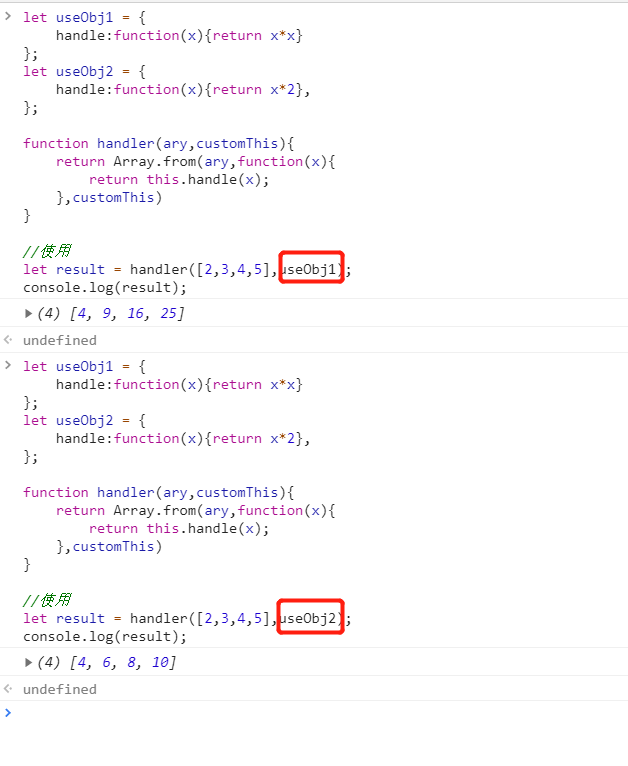 let useObj1 = {
    handle:function(x){return x*x}
};
let useObj2 = {
    handle:function(x){return x*2},
};

function handler(ary,customThis){
    return Array.from(ary,function(x){
        return this.handle(x);
    },customThis)
}

//使用
let result = handler([2,3,4,5],useObj1);
console.log(result);
(4) [4, 9, 16, 25]
undefined
let useObj1 = {
    handle:function(x){return x*x}
};
let useObj2 = {
    handle:function(x){return x*2},
};

function handler(ary,customThis){
    return Array.from(ary,function(x){
        return this.handle(x);
    },customThis)
}

//使用
let result = handler([2,3,4,5],useObj2);
console.log(result);
(4) [4, 6, 8, 10]
undefined